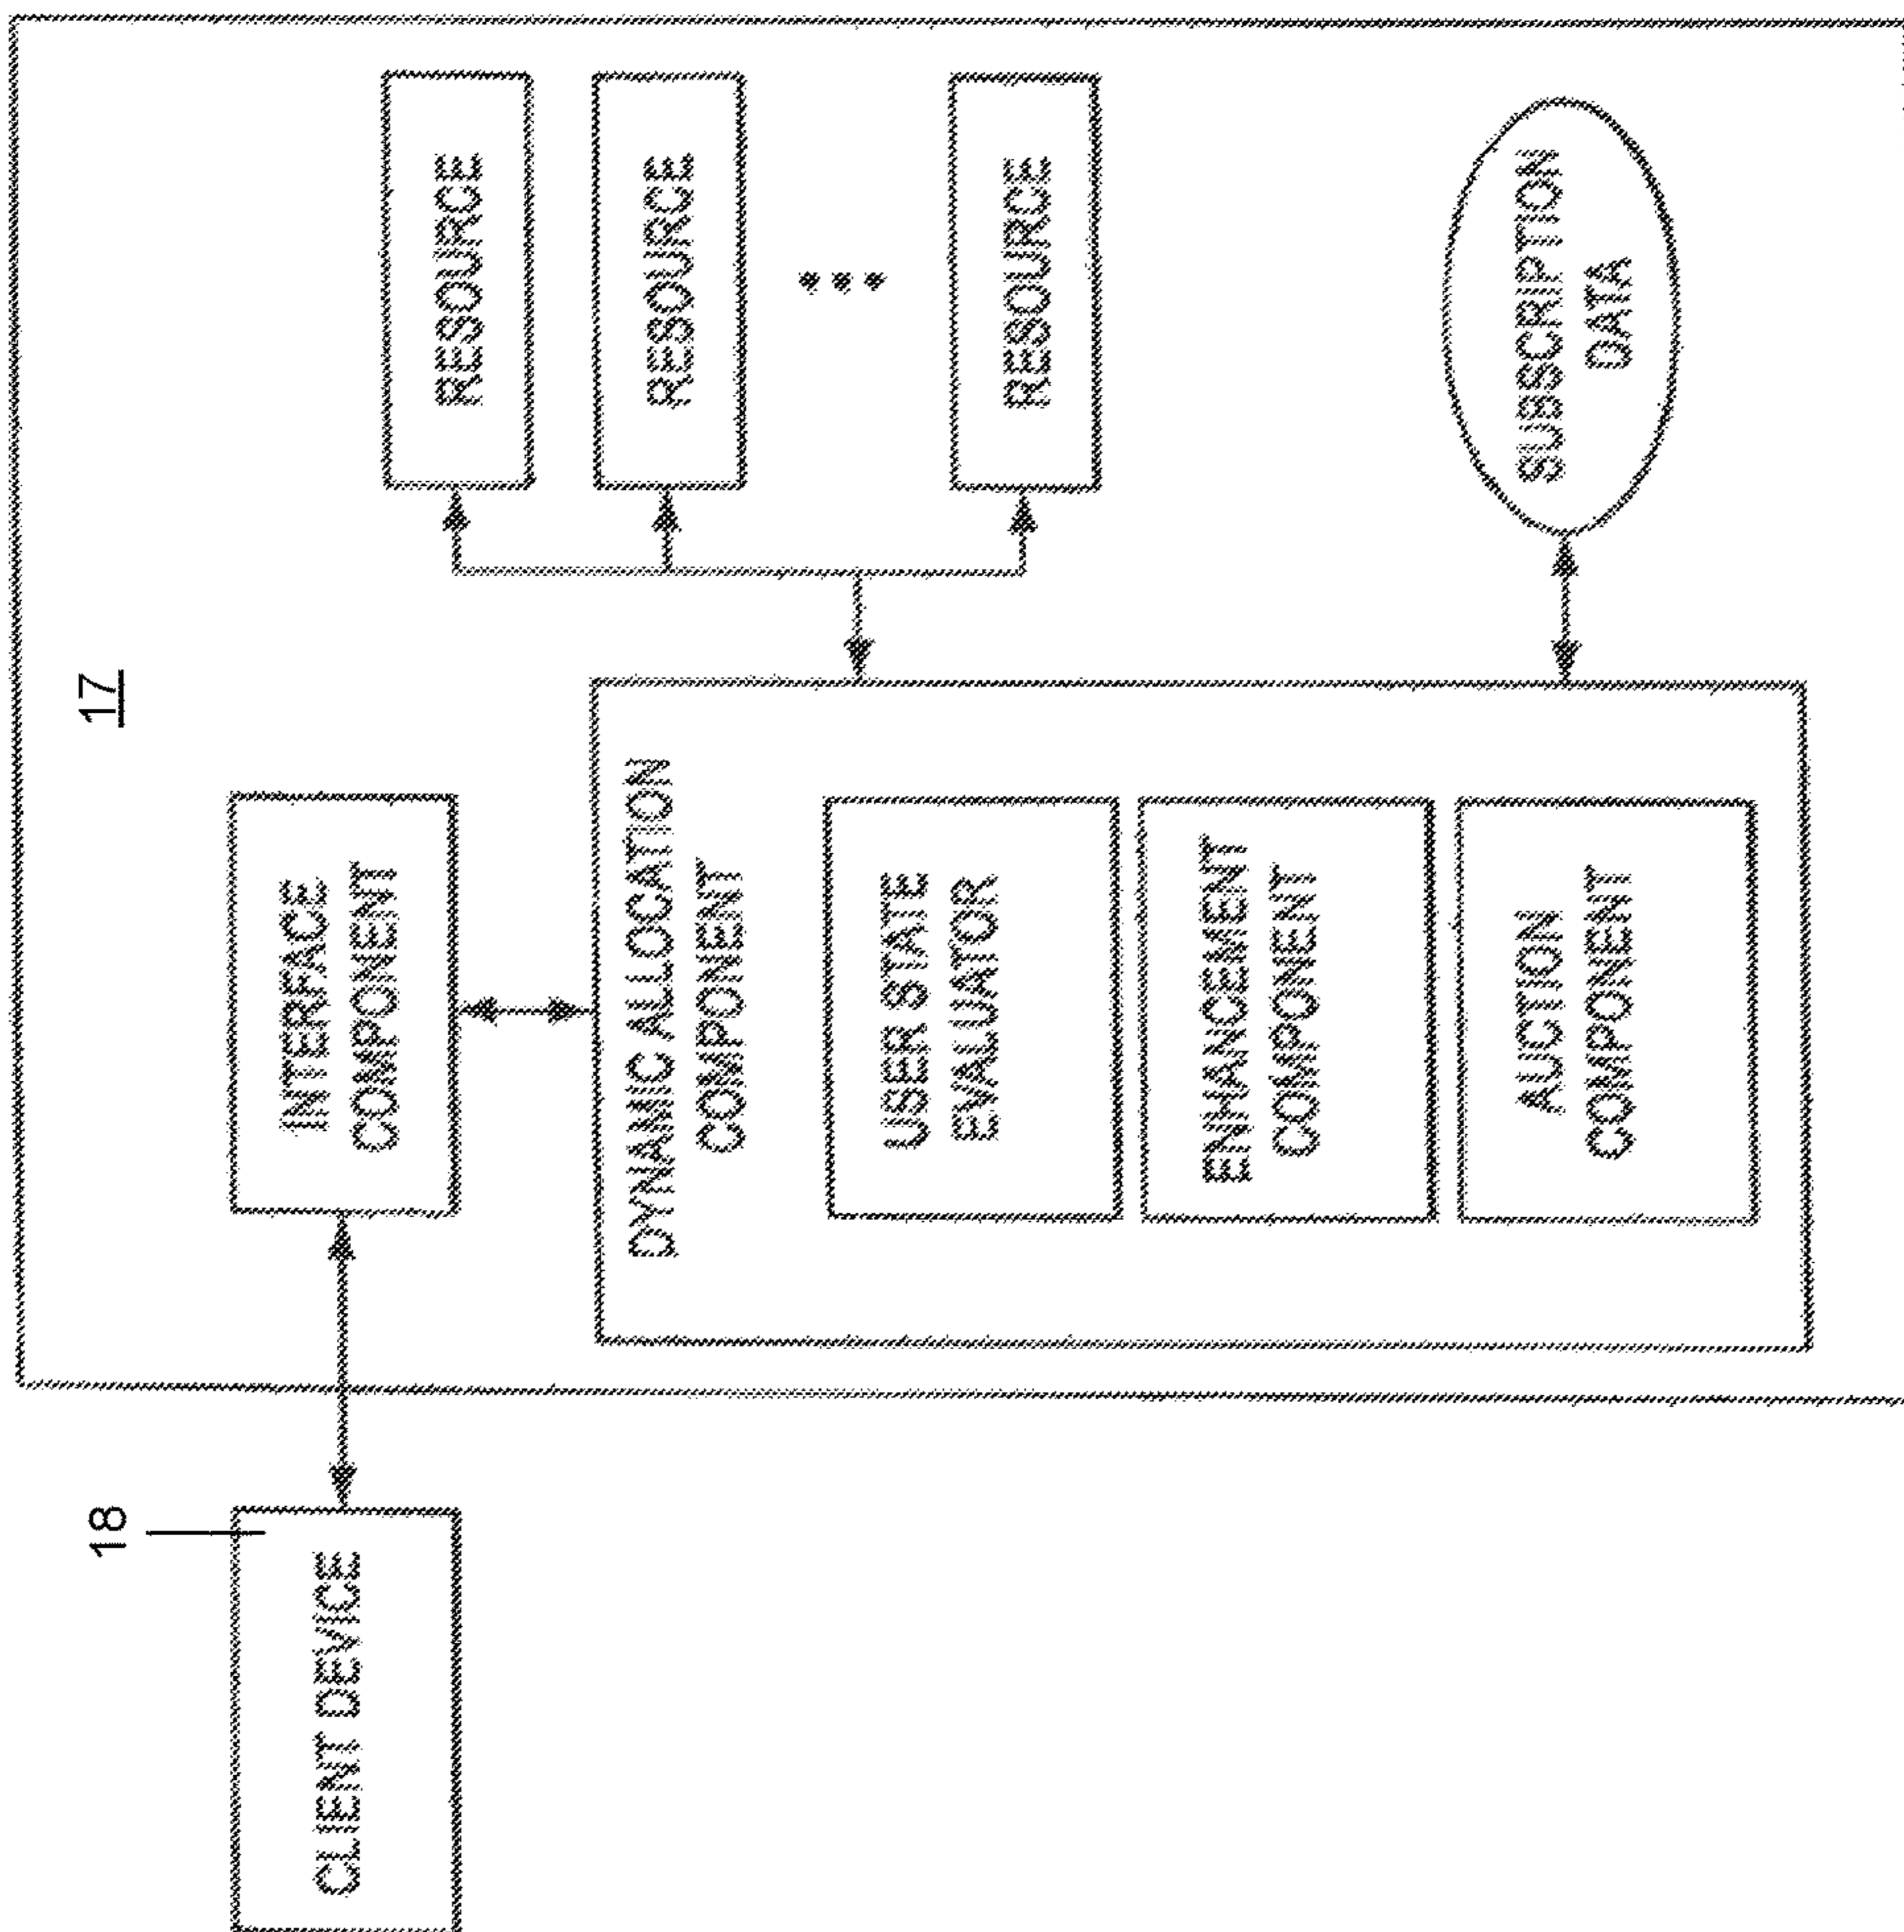 17
18
CLIENT DEVICE
INTERFACE
COMPONENT
DYNAMIC ALLOCATION
COMPONENT
USER STATE
EVALUATOR
ENHANCEMENT
COMPONENT
AUCTION
COMPONENT
RESOURCE
RESOURCE
•••
RESOURCE
SUBSCRIPTION
DATA